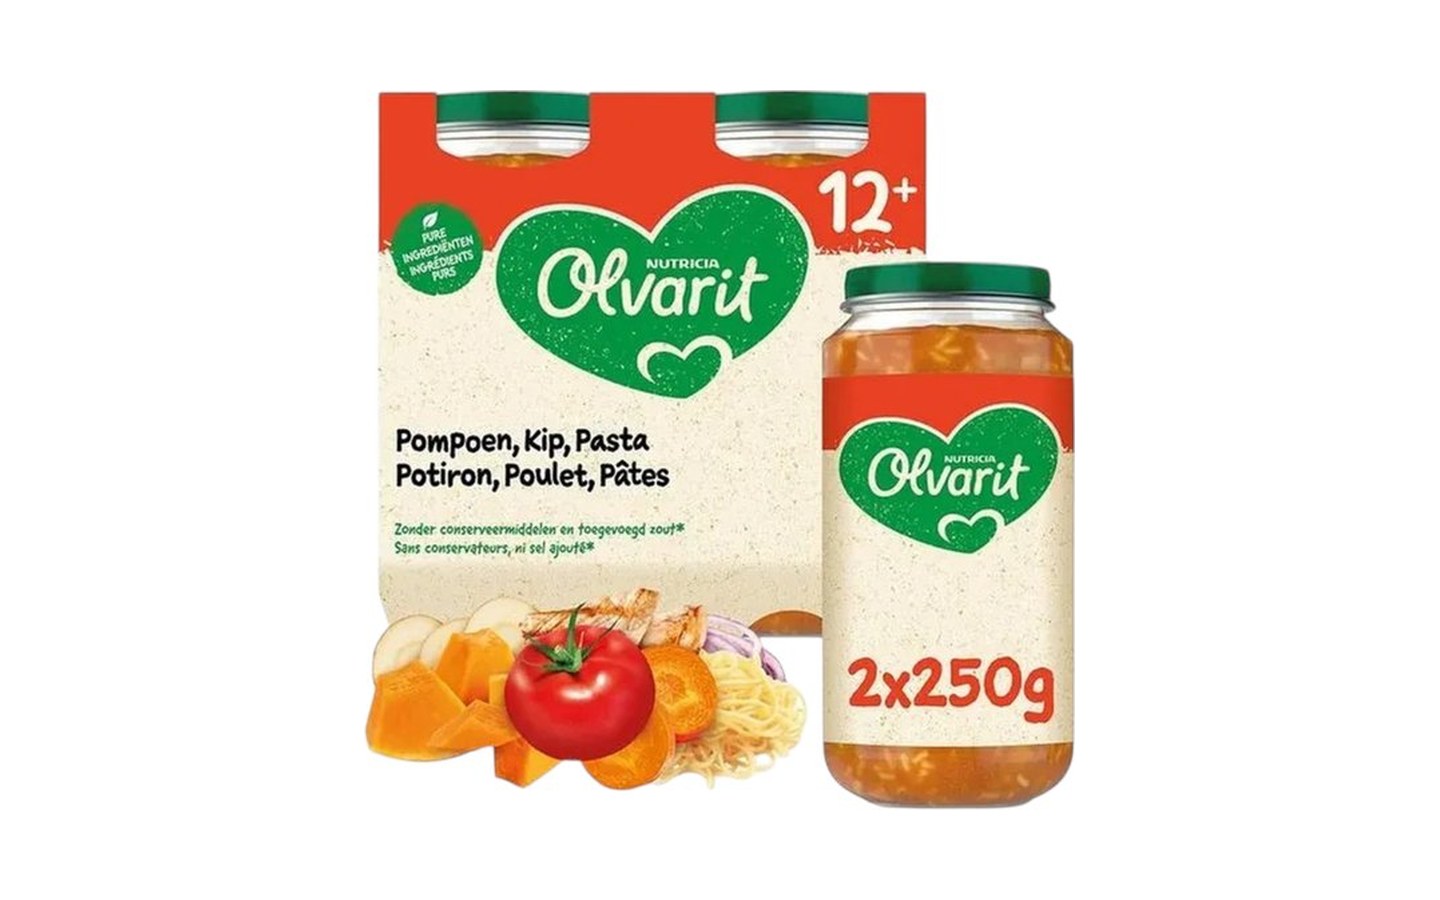 12+
PURE
INGREDIËNTEN
INGRÉDIENTS
PURS
NUTRICIA
Olvarit
Pompoen, Kip, Pasta
Potiron, Poulet, Pâtes
Zonder conserveermiddelen en toegevoegd zout*
Sans conservateurs, ni sel ajouté*
NUTRICIA
Olvarit
2x250g